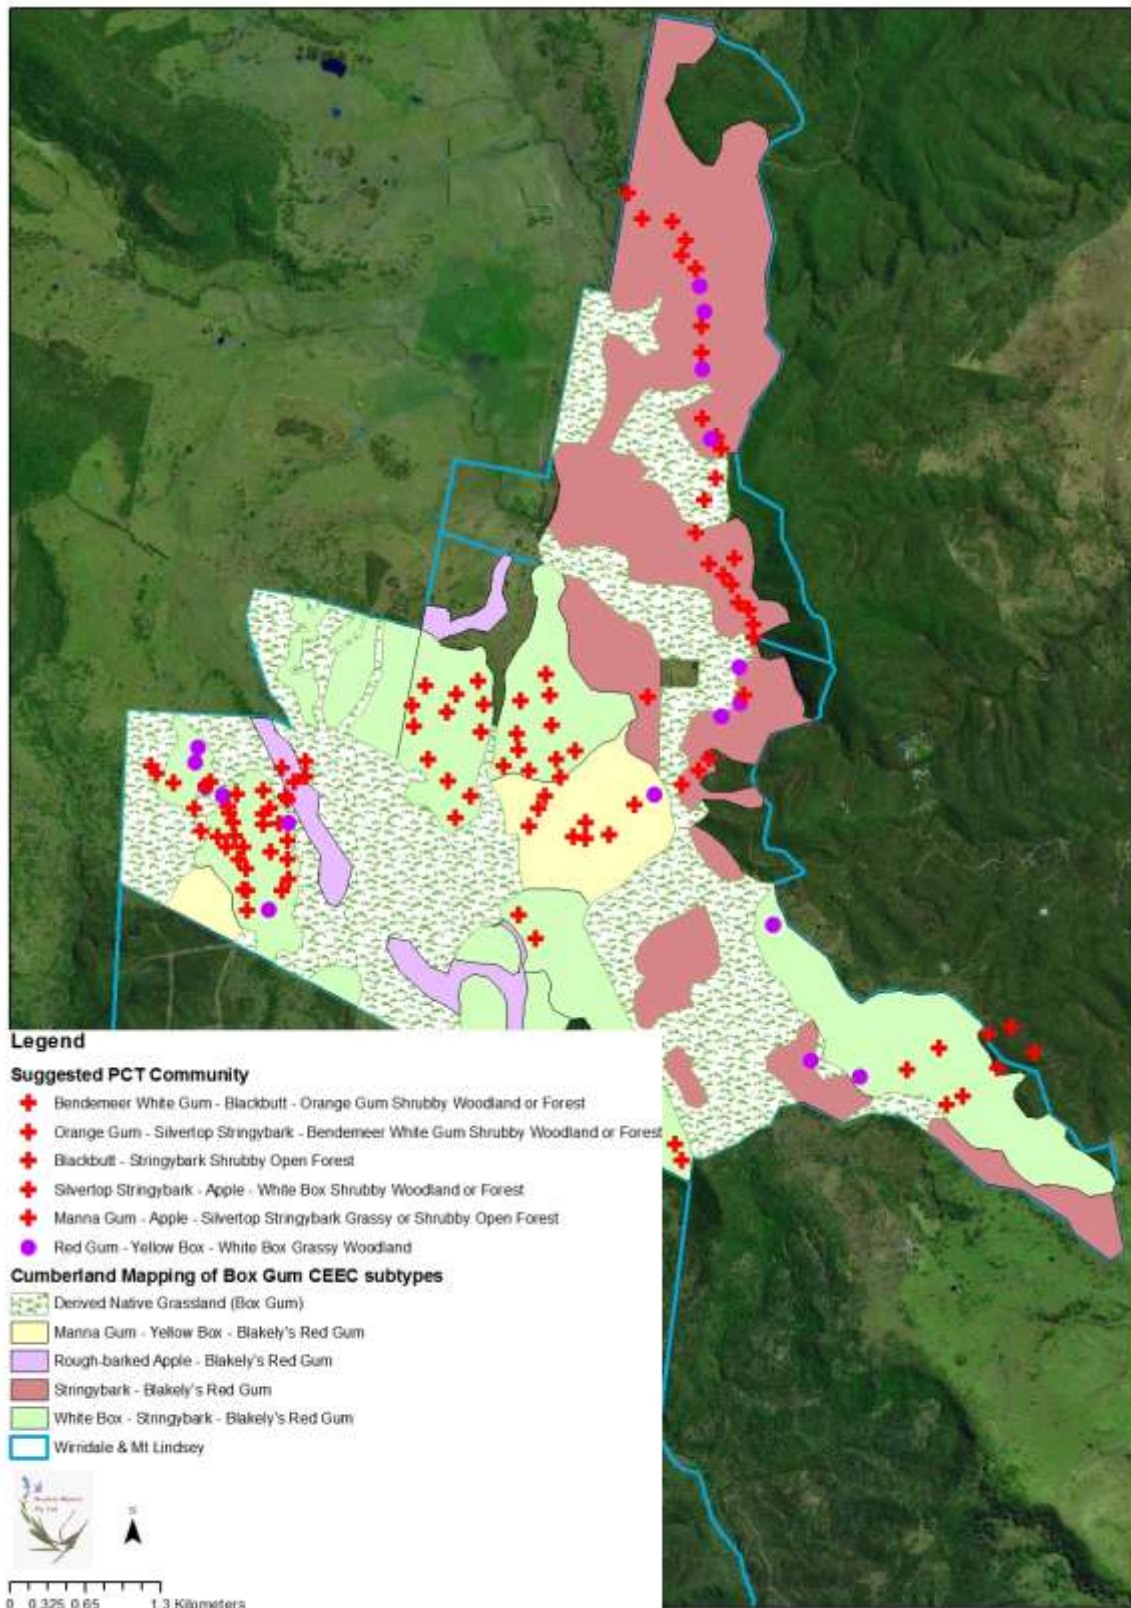 Legend
Suggested PCT Community
Bendemeer White Gum - Blackbutt - Orange Gum Shrubby Woodland or Forest
Orange Gum - Silvertop Stringybark - Bendemeer White Gum Shrubby Woodland or Forest
Blackbutt - Stringybark Shrubby Open Forest
Silvertop Stringybark - Apple - White Box Shrubby Woodland or Forest
Manna Gum - Apple - Silvertop Stringybark Grassy or Shrubby Open Forest
Red Gum - Yellow Box - White Box Grassy Woodland
Cumberland Mapping of Box Gum CEEC subtypes
Derived Native Grassland (Box Gum)
Manna Gum - Yellow Box - Blakely's Red Gum
Rough-barked Apple - Blakely's Red Gum
Stringybark - Blakely's Red Gum
White Box - Stringybark - Blakely's Red Gum
Wirridale & Mt Lindsey
Pty Ltd
0 0.325 0.65 1.3 Kilometers